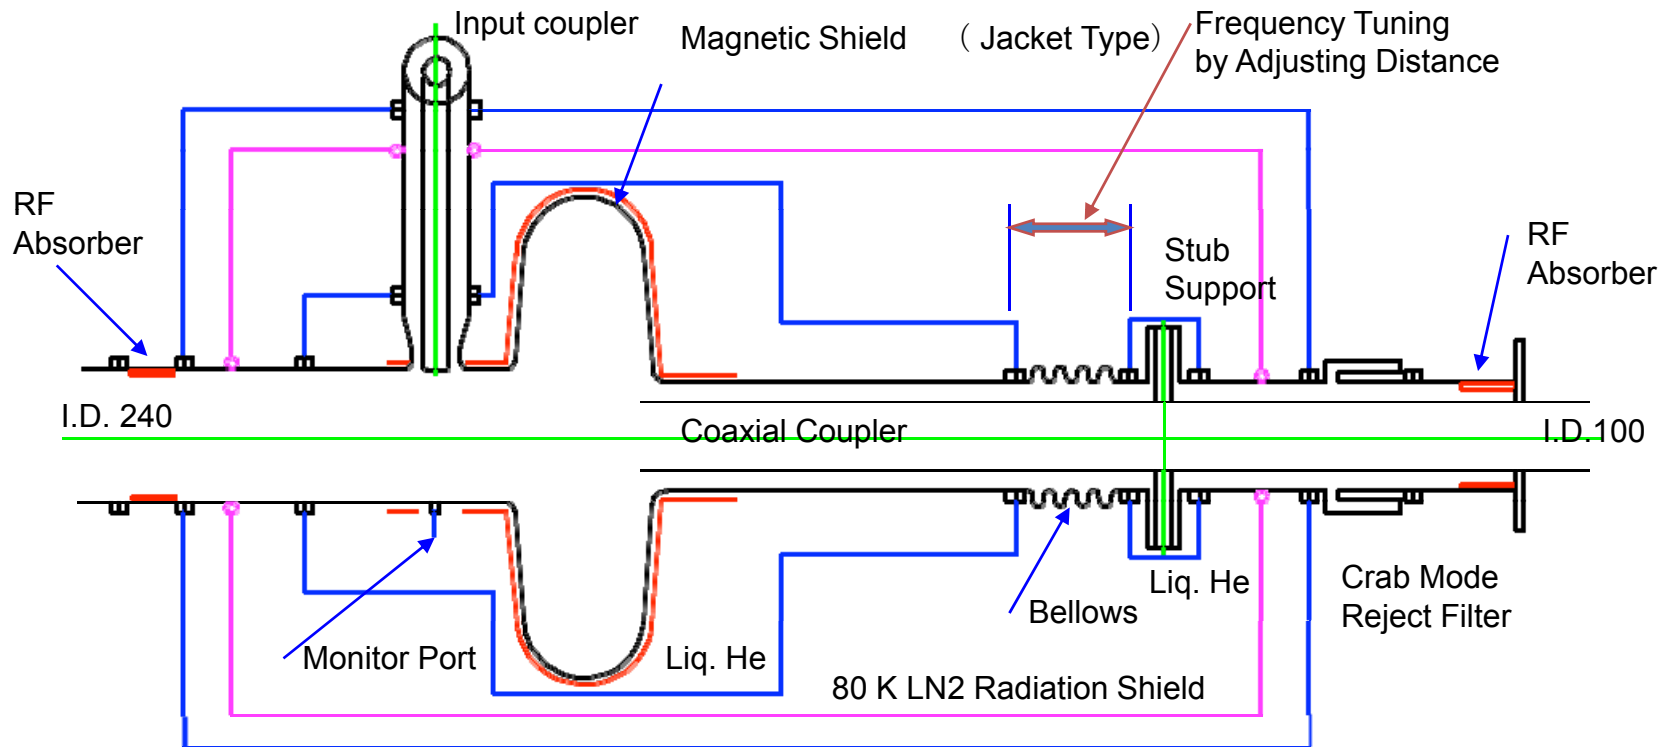 Input coupler
Magnetic Shield （ Jacket Type）
Frequency Tuning
by Adjusting Distance
RF
Absorber
Stub
Support
RF
Absorber
I.D. 240
Coaxial Coupler
I.D.100
Monitor Port
Liq. He
Bellows
Liq. He
Crab Mode
Reject Filter
80 K LN2 Radiation Shield